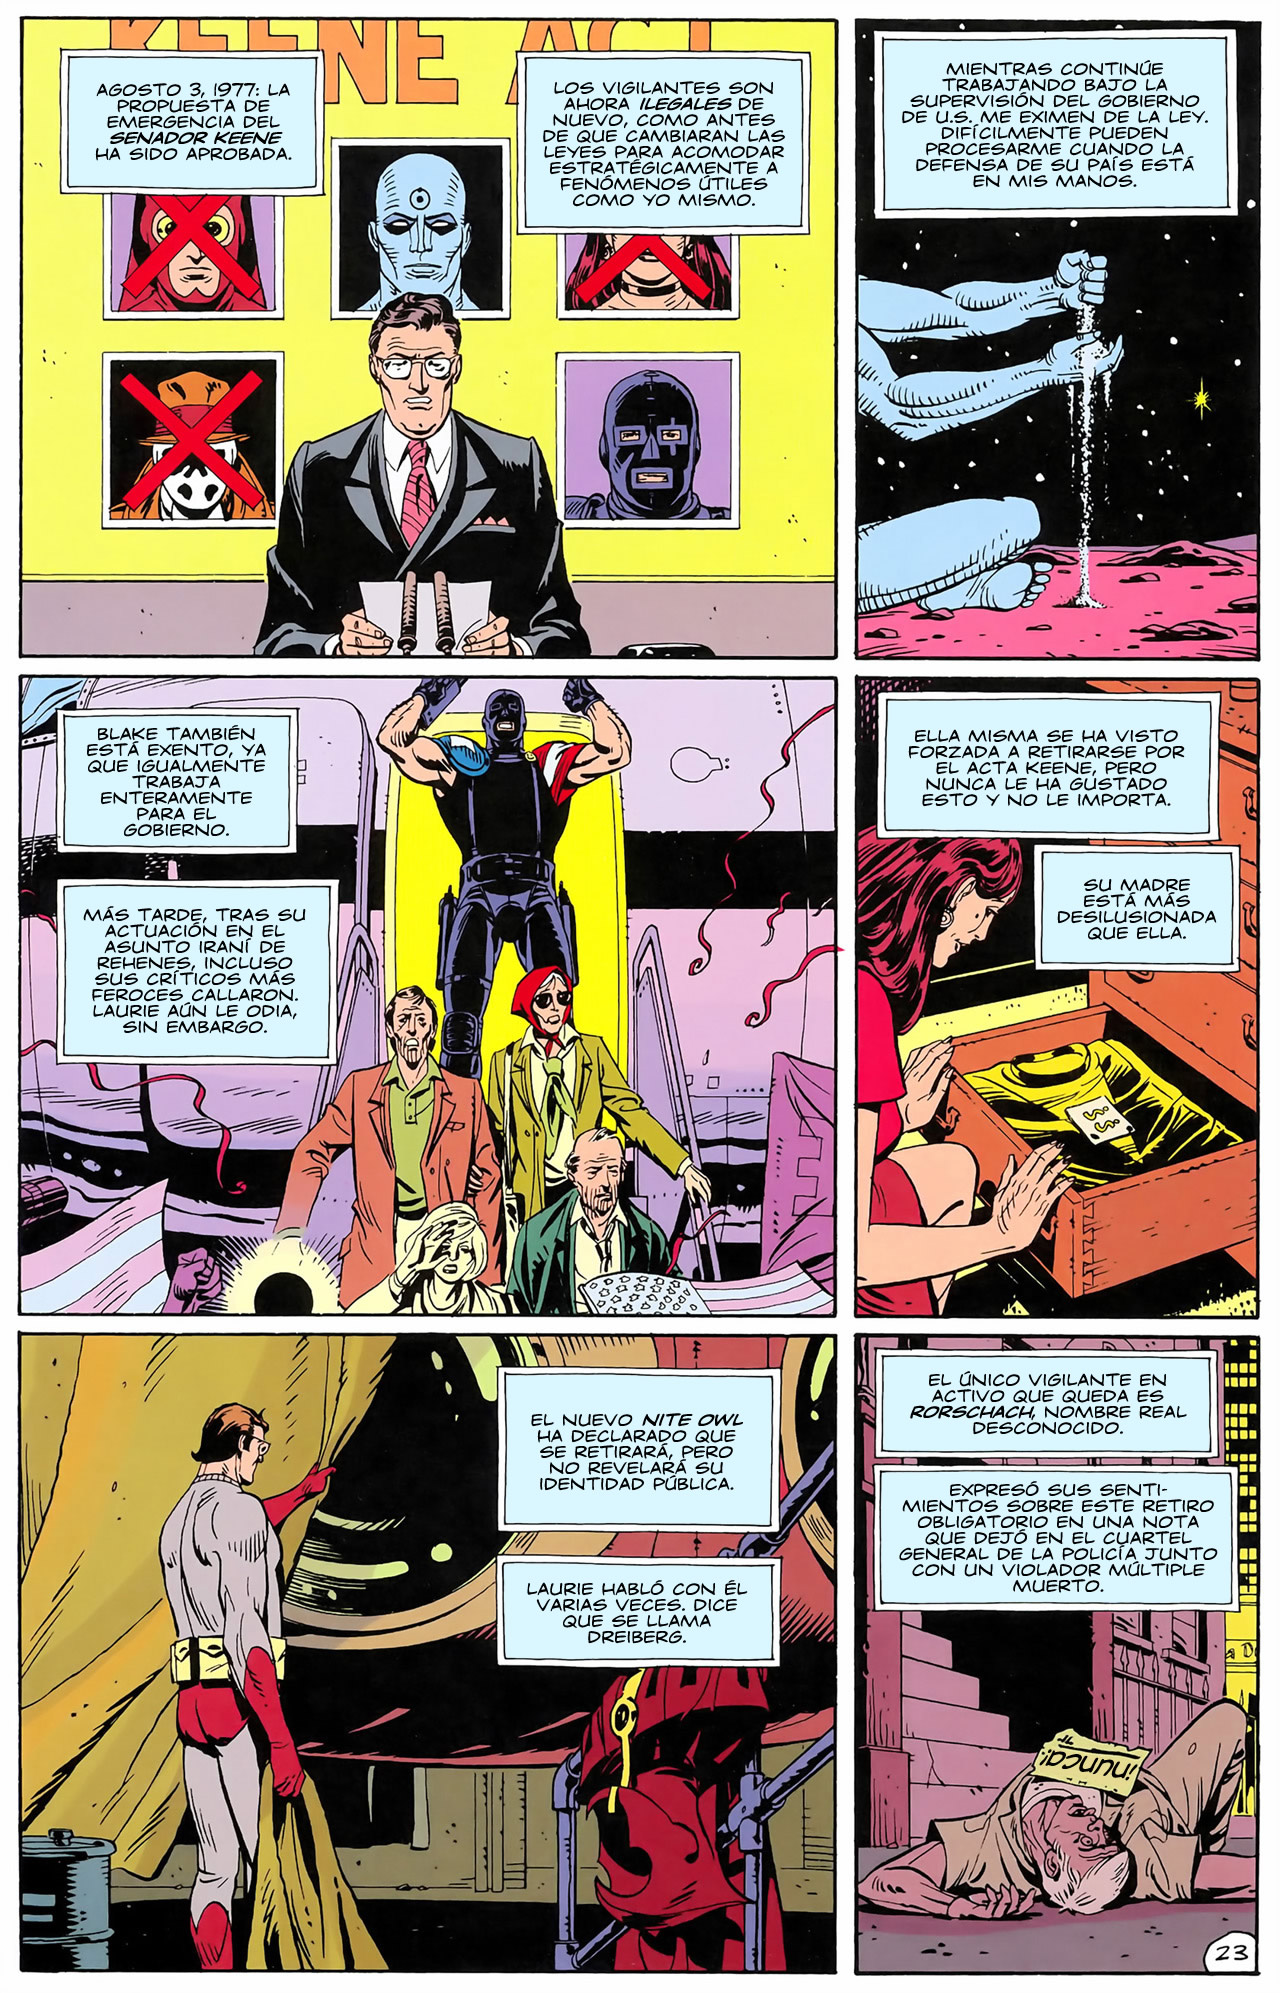 KEENE ACT
AGOSTO 3, 1977: LA
PROPUESTA DE
EMERGENCIA DEL
SENADOR KEENE
HA SIDO APROBADA.
LOS VIGILANTES SON
AHORA ILEGALES DE
NUEVO, COMO ANTES
DE QUE CAMBIARAN LAS
LEYES PARA ACOMODAR
ESTRATÉGICAMENTE A
FENÓMENOS ÚTILES
COMO YO MISMO.
MIENTRAS CONTINÚE
TRABAJANDO BAJO LA
SUPERVISIÓN DEL GOBIERNO
DE U.S. ME EXIMEN DE LA LEY.
DIFÍCILMENTE PUEDEN
PROCESARME CUANDO LA
DEFENSA DE SU PAÍS ESTÁ
EN MIS MANOS.
BLAKE TAMBIÉN
ESTÁ EXENTO, YA
QUE IGUALMENTE
TRABAJA
ENTERAMENTE
PARA EL
GOBIERNO.
MÁS TARDE, TRAS SU
ACTUACIÓN EN EL
ASUNTO IRANÍ DE
REHENES, INCLUSO
SUS CRÍTICOS MÁS
FEROCES CALLARON.
LAURIE AÚN LE ODIA,
SIN EMBARGO.
ELLA MISMA SE HA VISTO
FORZADA A RETIRARSE POR
EL ACTA KEENE, PERO
NUNCA LE HA GUSTADO
ESTO Y NO LE IMPORTA.
SU MADRE
ESTÁ MÁS
DESILUSIONADA
QUE ELLA.
S.S.
EL NUEVO NITE OWL
HA DECLARADO QUE
SE RETIRARÁ, PERO
NO REVELARÁ SU
IDENTIDAD PÚBLICA.
LAURIE HABLÓ CON ÉL
VARIAS VECES. DICE
QUE SE LLAMA
DREIBERG.
EL ÚNICO VIGILANTE EN
ACTIVO QUE QUEDA ES
RORSCHACH, NOMBRE REAL
DESCONOCIDO.
EXPRESÓ SUS SENTI-
MIENTOS SOBRE ESTE RETIRO
OBLIGATORIO EN UNA NOTA
QUE DEJÓ EN EL CUARTEL
GENERAL DE LA POLICÍA JUNTO
CON UN VIOLADOR MÚLTIPLE
MUERTO.
¡nunca!
23